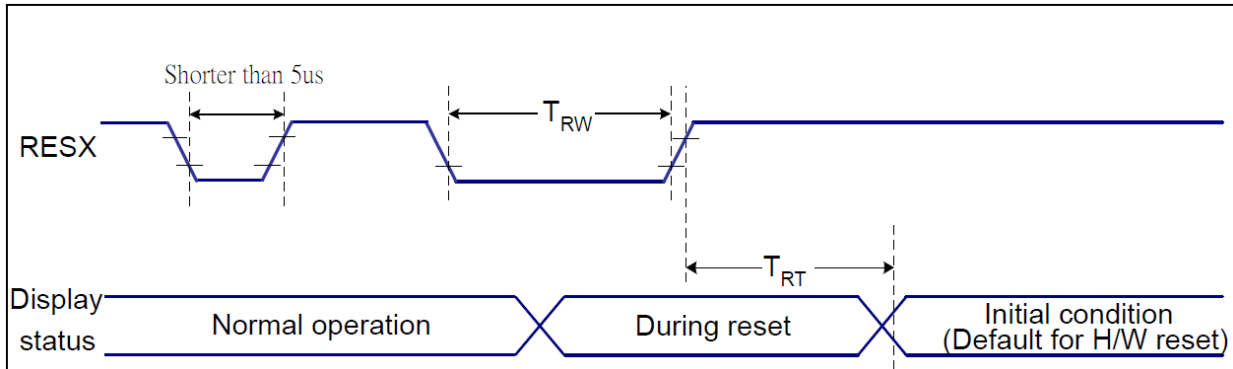 Shorter than 5us
RESX
TRW
TRT
Display
status
Normal operation
During reset
Initial condition
(Default for H/W reset)